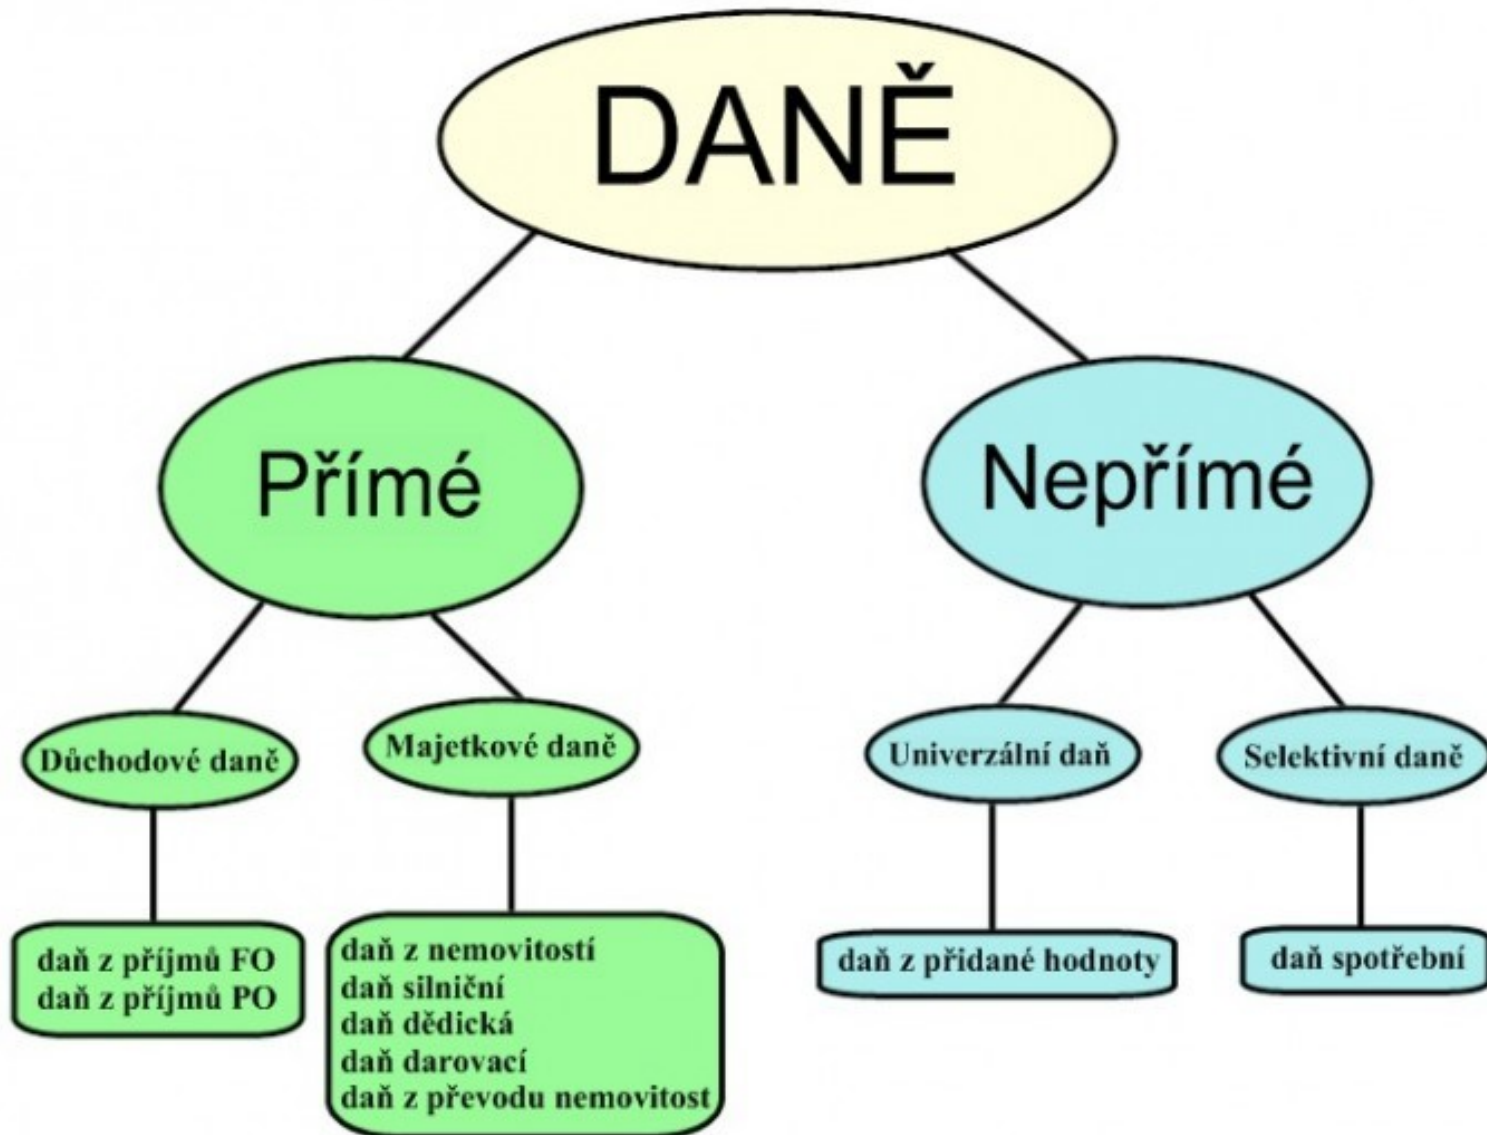 DANĚ
Přímé
Nepřímé
Důchodové daně
Majetkové daně
Univerzální daň
Selektivní daně
daň z příjmů FO
daň z příjmů PO
daň z nemovitostí
daň silniční
daň dědická
daň darovací
daň z převodu nemovitost
daň z přidané hodnoty
daň spotřební